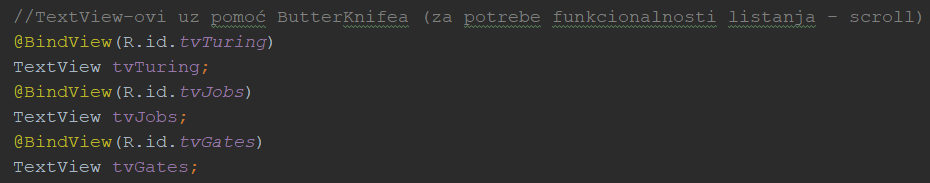 //TextView-ovi uz pomoć ButterKnifea (za potrebe funkcionalnosti listanja - scroll)
@BindView(R.id.tvTuring)
TextView tvTuring;
@BindView(R.id.tvJobs)
TextView tvJobs;
@BindView(R.id.tvGates)
TextView tvGates;